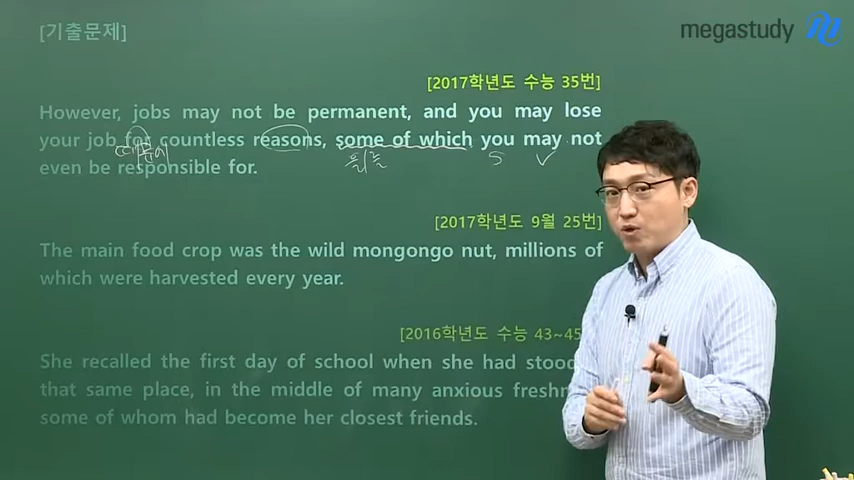 [기출문제]
megastudy
[2017학년도 수능 35번]
However, jobs may not be permanent, and you may lose
your job for countless reasons, some of which you may not
때문에
들/를
S
V
even be responsible for.
[2017학년도 9월 25번]
The main food crop was the wild mongongo nut, millions of
which were harvested every year.
[2016학년도 수능 43~45
She recalled the first day of school when she had stood
that same place, in the middle of many anxious freshm
some of whom had become her closest friends.